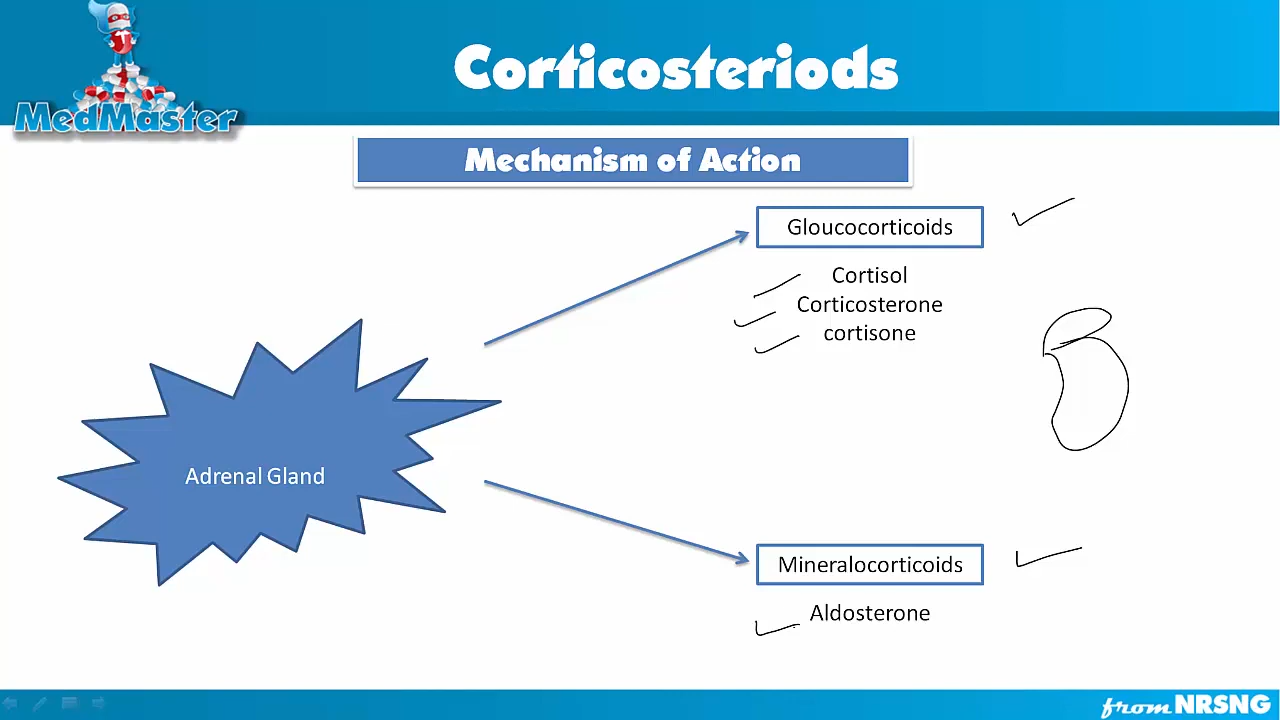 Corticosteriods
MedMaster
Mechanism of Action
Gloucocorticoids
Cortisol
Corticosterone
cortisone
Adrenal Gland
Mineralocorticoids
Aldosterone
from NRSNG